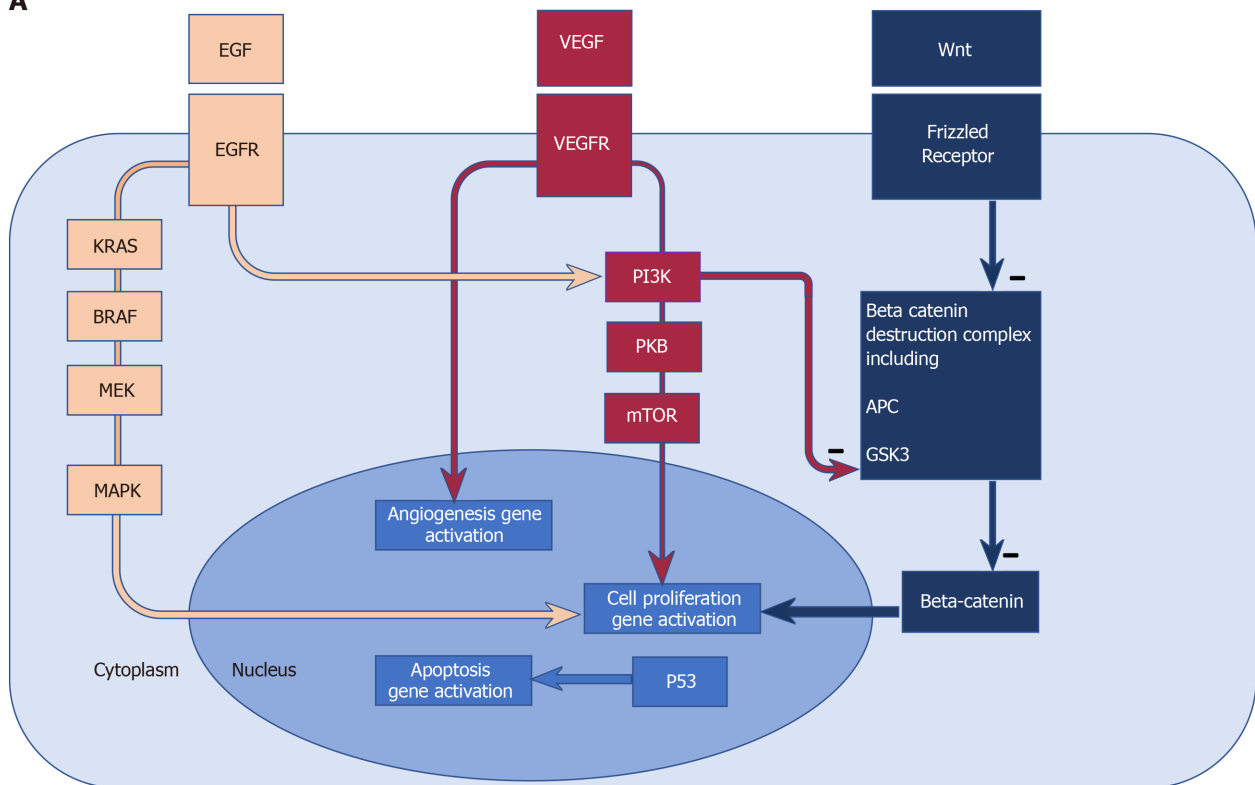 A
EGF
VEGF
Wnt
EGFR
VEGFR
Frizzled
Receptor
KRAS
BRAF
MEK
MAPK
PI3K
PKB
mTOR
Beta catenin
destruction complex
including
APC
GSK3
Angiogenesis gene
activation
Cell proliferation
gene activation
Beta-catenin
Cytoplasm
Nucleus
Apoptosis
gene activation
P53